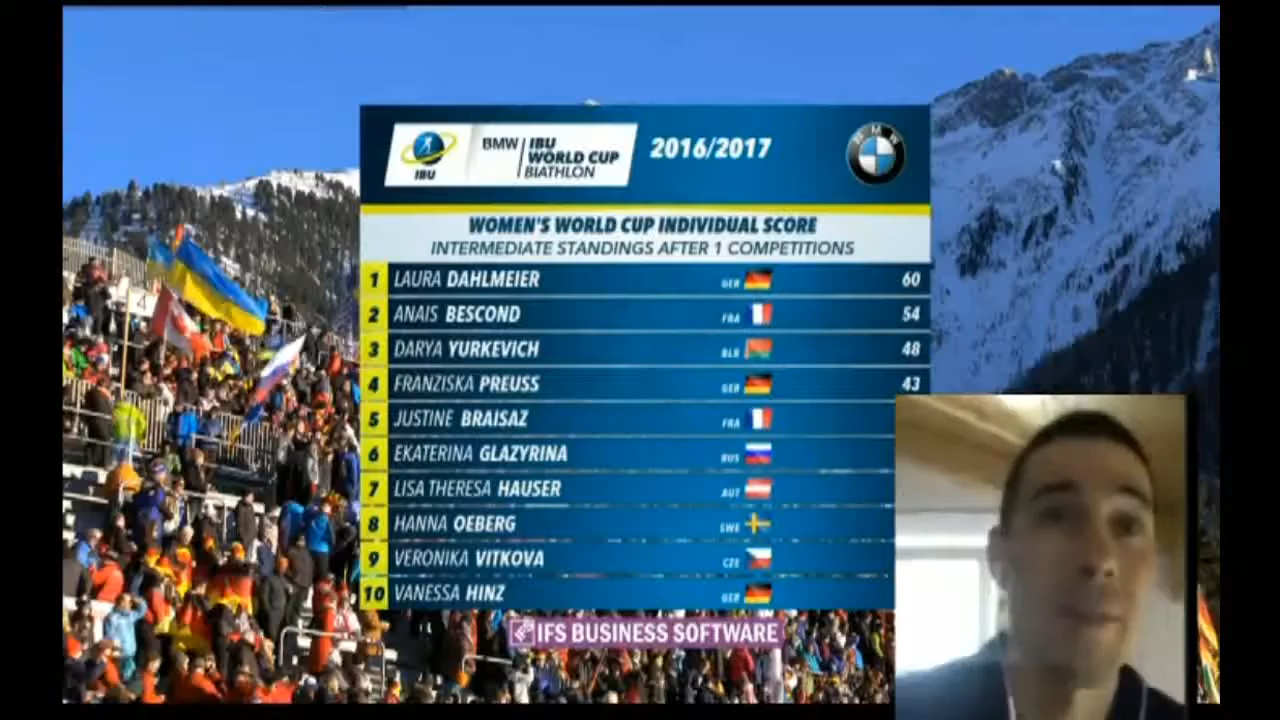 BMW IBU WORLD CUP BIATHLON
IBU
2016/2017
BMW
WOMEN'S WORLD CUP INDIVIDUAL SCORE
INTERMEDIATE STANDINGS AFTER 1 COMPETITIONS
1 LAURA DAHLMEIER GER 60
2 ANAIS BESCOND FRA 54
3 DARYA YURKEVICH BLR 48
4 FRANZISKA PREUSS GER 43
5 JUSTINE BRAISAZ FRA
6 EKATERINA GLAZYRINA RUS
7 LISA THERESA HAUSER AUT
8 HANNA OEBERG SWE
9 VERONIKA VITKOVA CZE
10 VANESSA HINZ GER
IFS BUSINESS SOFTWARE
4